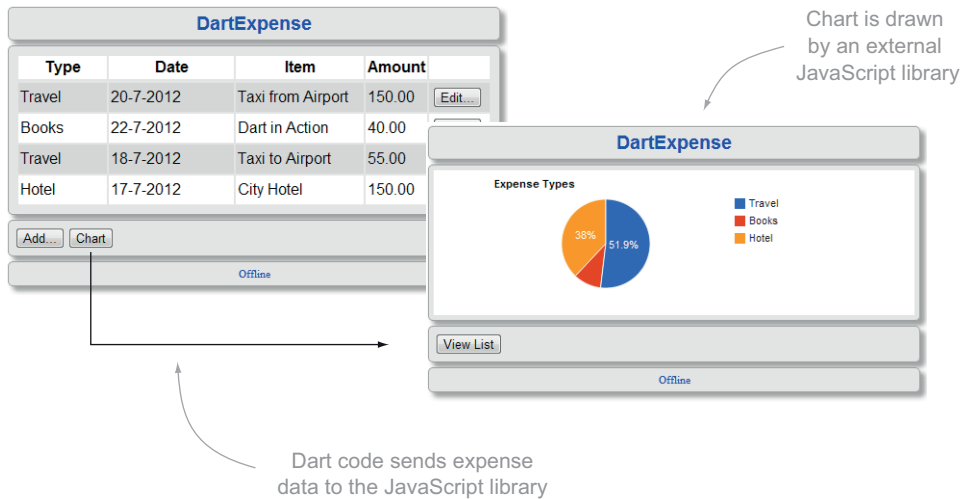 DartExpense
Type Date Item Amount
Travel 20-7-2012 Taxi from Airport 150.00 Edit...
Books 22-7-2012 Dart in Action 40.00
Travel 18-7-2012 Taxi to Airport 55.00
Hotel 17-7-2012 City Hotel 150.00
Add... Chart
Offline
Chart is drawn
by an external
JavaScript library
DartExpense
Expense Types
38%
51.9%
Travel
Books
Hotel
View List
Offline
Dart code sends expense
data to the JavaScript library